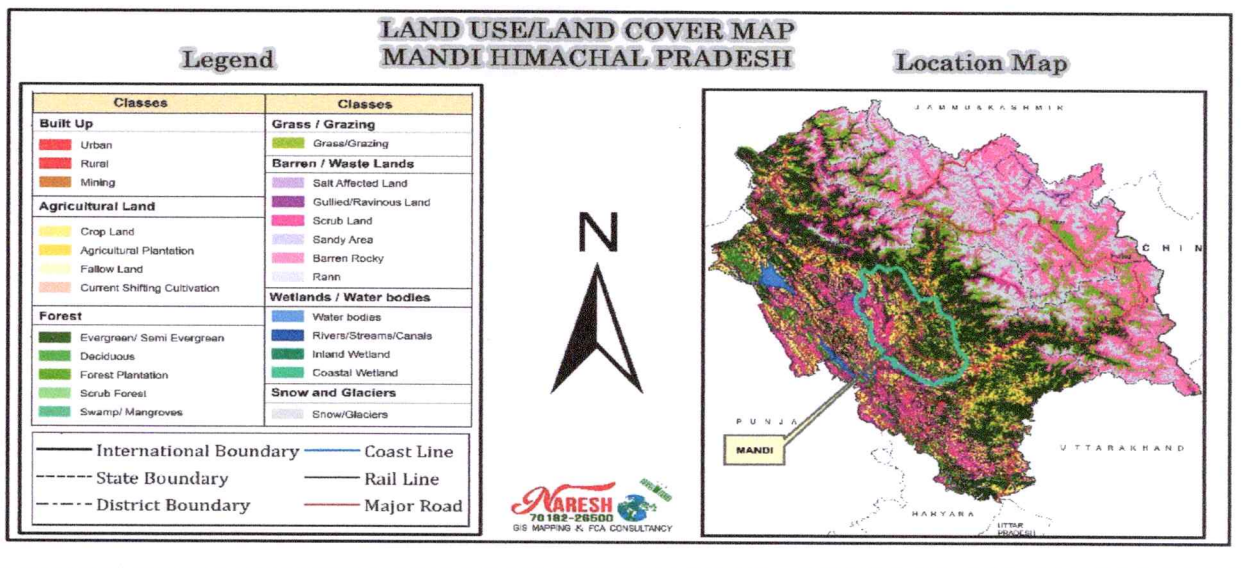 LAND USE/LAND COVER MAP
MANDI HIMACHAL PRADESH
Legend
Classes
Built Up
Urban
Rural
Mining
Agricultural Land
Crop Land
Agricultural Plantation
Fallow Land
Current Shifting Cultivation
Forest
Evergreen/ Semi Evergreen
Deciduous
Forest Plantation
Scrub Forest
Swamp/ Mangroves
Classes
Grass / Grazing
Grass/Grazing
Barren / Waste Lands
Salt Affected Land
Gullied/Ravinous Land
Scrub Land
Sandy Area
Barren Rocky
Rann
Wetlands / Water bodies
Water bodies
Rivers/Streams/Canals
Inland Wetland
Coastal Wetland
Snow and Glaciers
Snow/Glaciers
International Boundary
State Boundary
District Boundary
Coast Line
Rail Line
Major Road
N
NARESH
70182-26500
GIS MAPPING & FCA CONSULTANCY
Location Map
JAMMU&KASHMIR
CHIN
PUNJA
MANDI
UTTARAKHAND
HARYARA
UTTAR
PRADESH